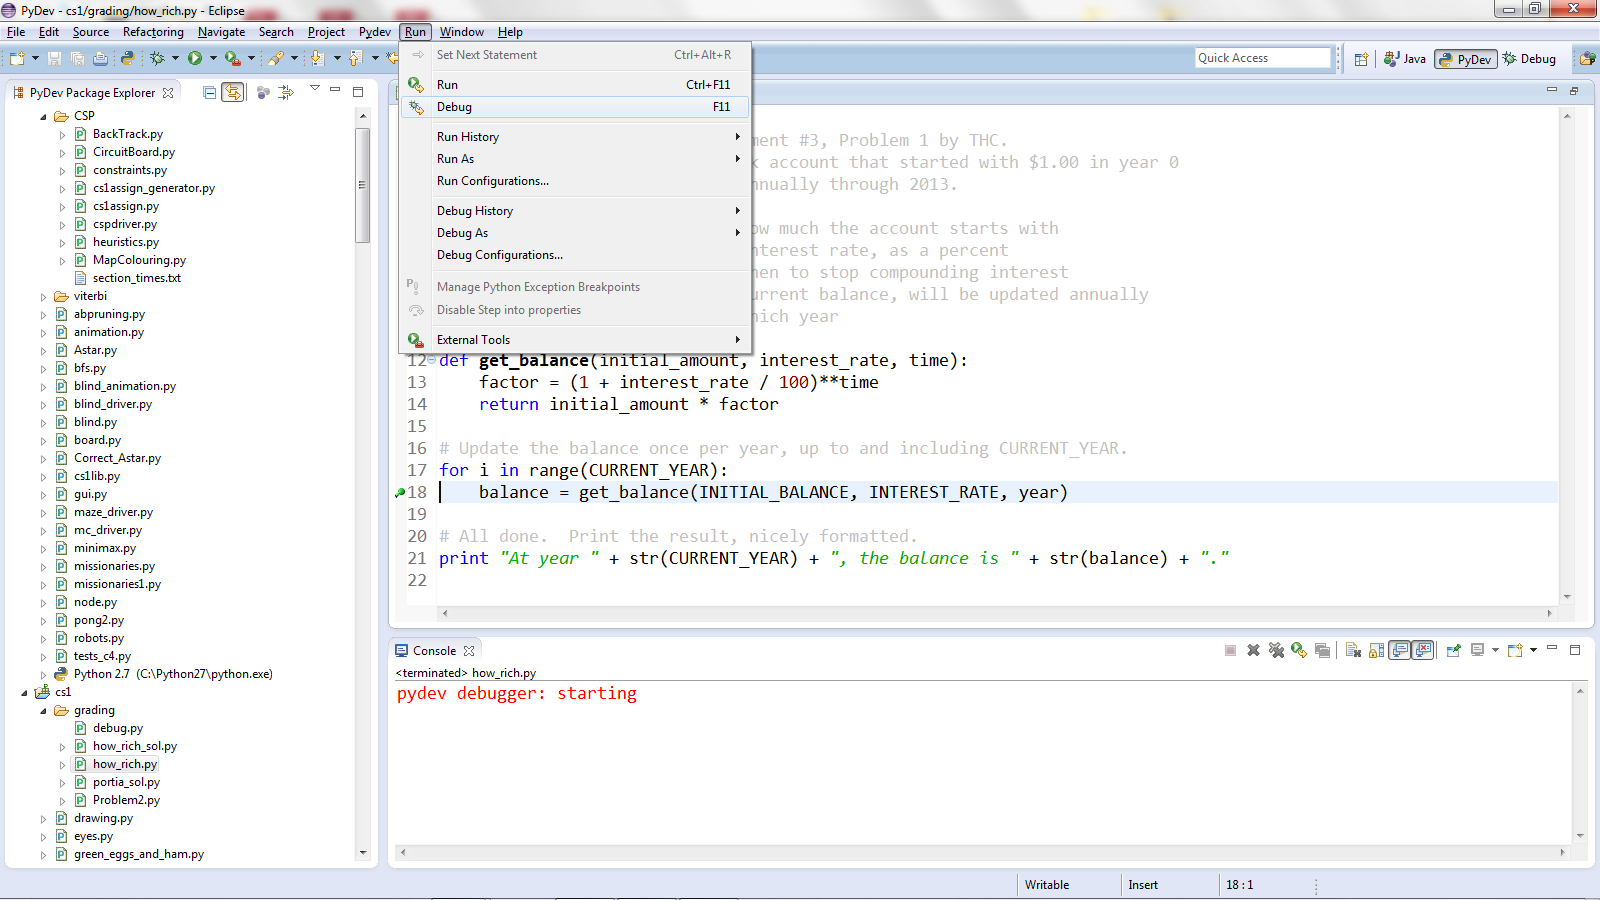 PyDev - cs1/grading/how_rich.py - Eclipse
File Edit Source Refactoring Navigate Search Project Pydev Run Window Help
Quick Access
Java
PyDev
Debug
PyDev Package Explorer
CSP
BackTrack.py
CircuitBoard.py
constraints.py
cs1assign_generator.py
cs1assign.py
cspdriver.py
heuristics.py
MapColouring.py
section_times.txt
viterbi
abpruning.py
animation.py
Astar.py
bfs.py
blind_animation.py
blind_driver.py
blind.py
board.py
Correct_Astar.py
cs1lib.py
gui.py
maze_driver.py
mc_driver.py
minimax.py
missionaries.py
missionaries1.py
node.py
pong2.py
robots.py
tests_c4.py
Python 2.7 (C:\Python27\python.exe)
cs1
grading
debug.py
how_rich_sol.py
how_rich.py
portia_sol.py
Problem2.py
drawing.py
eyes.py
green_eggs_and_ham.py
Set Next Statement Ctrl+Alt+R
Run Ctrl+F11
Debug F11
Run History
Run As
Run Configurations...
Debug History
Debug As
Debug Configurations...
Manage Python Exception Breakpoints
Disable Step into properties
External Tools
ment #3, Problem 1 by THC.
k account that started with $1.00 in year 0
nnually through 2013.
ow much the account starts with
nterest rate, as a percent
hen to stop compounding interest
urrent balance, will be updated annually
hich year
12 def get_balance(initial_amount, interest_rate, time):
13 factor = (1 + interest_rate / 100)**time
14 return initial_amount * factor
15
16 # Update the balance once per year, up to and including CURRENT_YEAR.
17 for i in range(CURRENT_YEAR):
18 balance = get_balance(INITIAL_BALANCE, INTEREST_RATE, year)
19
20 # All done. Print the result, nicely formatted.
21 print "At year " + str(CURRENT_YEAR) + ", the balance is " + str(balance) + "."
22
Console
<terminated> how_rich.py
pydev debugger: starting
Writable Insert 18 : 1